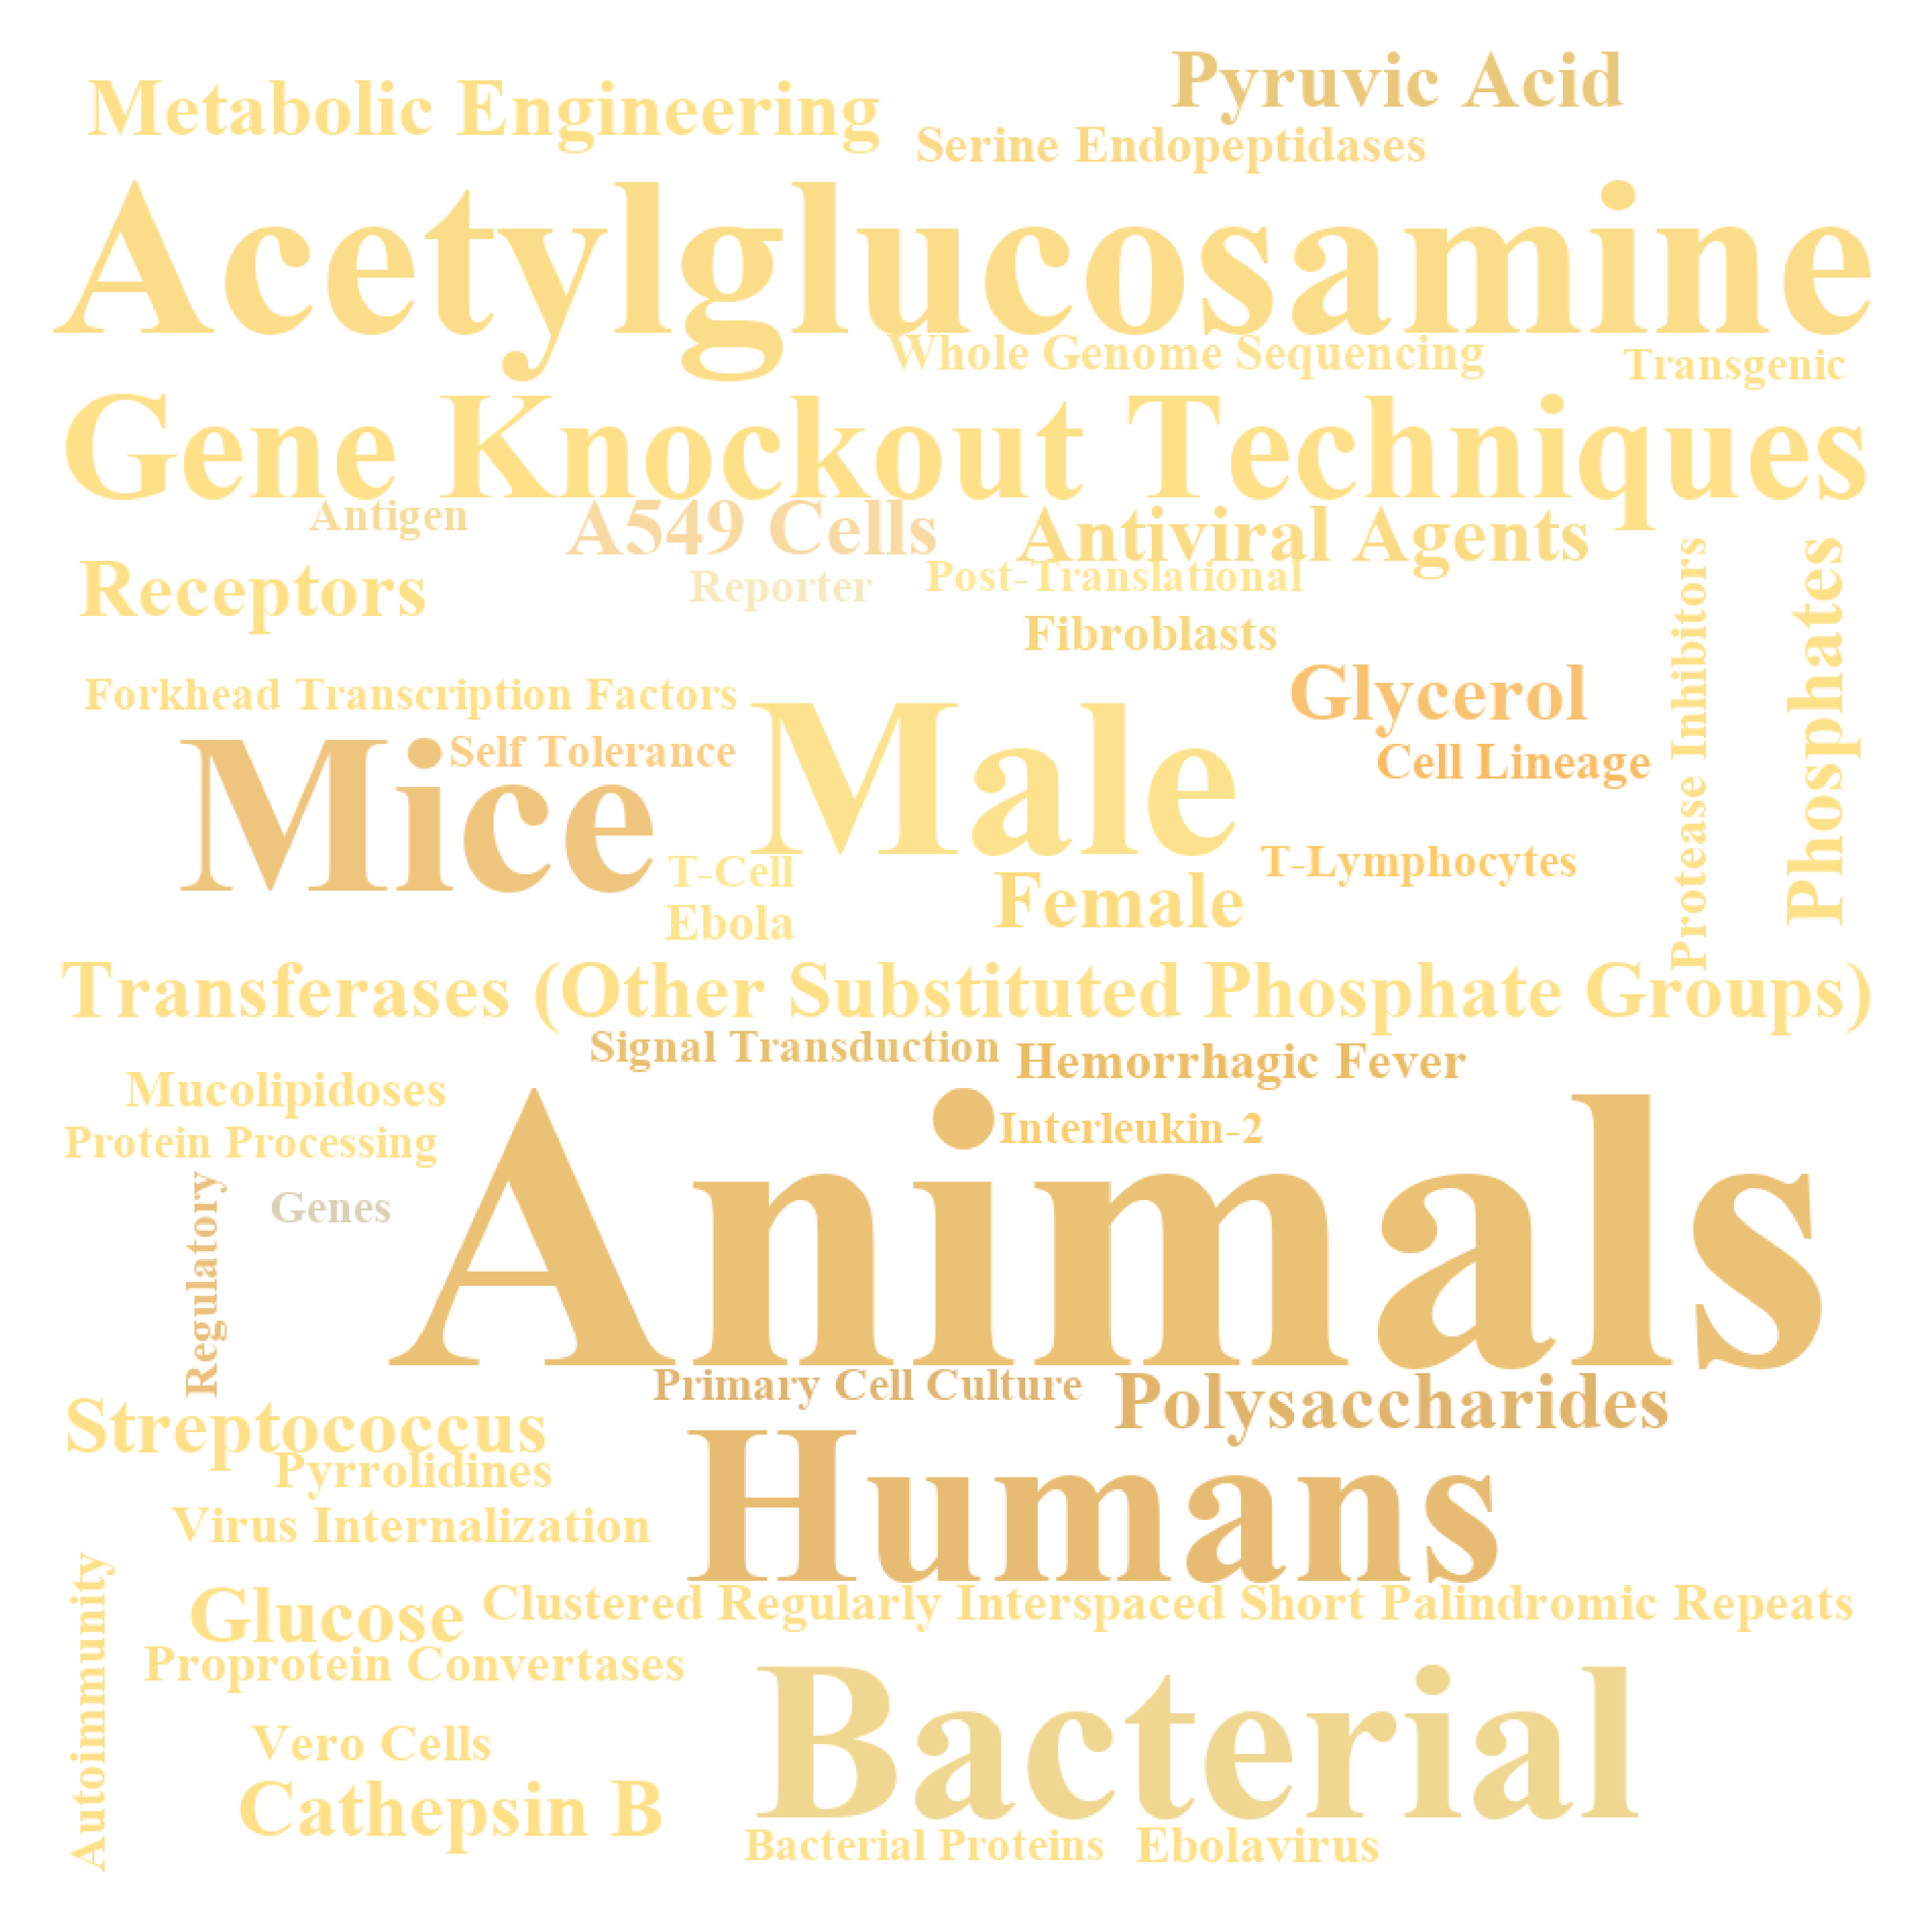 Pyruvic Acid
Metabolic Engineering
Serine Endopeptidases
Acetylglucosamine
Whole Genome Sequencing
Transgenic
Gene Knockout Techniques
Antigen
A549 Cells
Antiviral Agents
Receptors
Reporter
Post-Translational
Fibroblasts
Protease Inhibitors
Phosphates
Forkhead Transcription Factors
Glycerol
Self Tolerance
Mice
Male
Cell Lineage
T-Cell
T-Lymphocytes
Ebola
Female
Transferases (Other Substituted Phosphate Groups)
Signal Transduction
Hemorrhagic Fever
Mucolipidoses
Interleukin-2
Protein Processing
Animals
Regulatory
Genes
Primary Cell Culture
Polysaccharides
Streptococcus
Pyrrolidines
Humans
Virus Internalization
Glucose
Clustered Regularly Interspaced Short Palindromic Repeats
Proprotein Convertases
Autoimmunity
Bacterial
Vero Cells
Cathepsin B
Bacterial Proteins
Ebolavirus